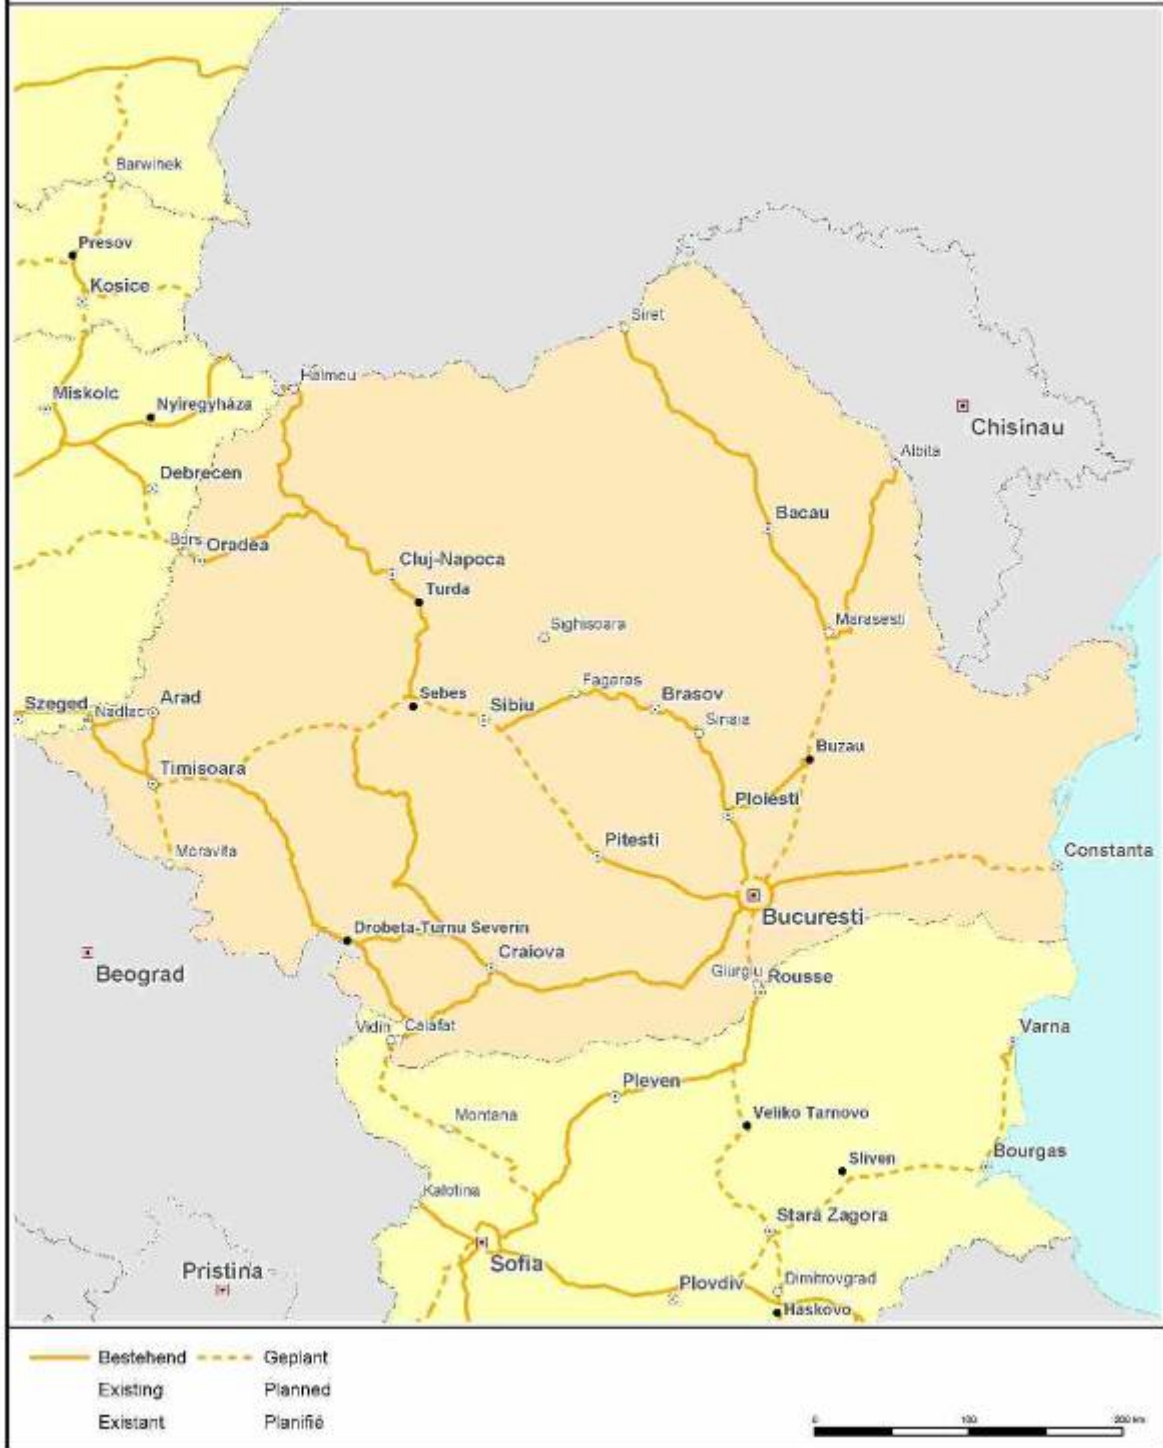 Barwinek
Presov
Kosice
Siret
Halmeu
Miskolc
Nyíregyháza
Chisinau
Albita
Debrecen
Bacau
Bors Oradea
Cluj-Napoca
Turda
Sighisoara
Marasesti
Fagaras
Sebes
Brasov
Szeged
Nadlac
Arad
Sibiu
Sinaia
Buzau
Timisoara
Ploiesti
Pitesti
Moravita
Constanta
Bucuresti
Drobeta-Turnu Severin
Craiova
Beograd
Giurgiu
Rousse
Vidin
Calafat
Varna
Pleven
Montana
Veliko Tarnovo
Sliven
Bourgas
Kalotina
Stara Zagora
Sofia
Pristina
Plovdiv
Dimitrovgrad
Haskovo
Bestehend
Geplant
Existing
Planned
Existant
Planifié
0 100 200 km